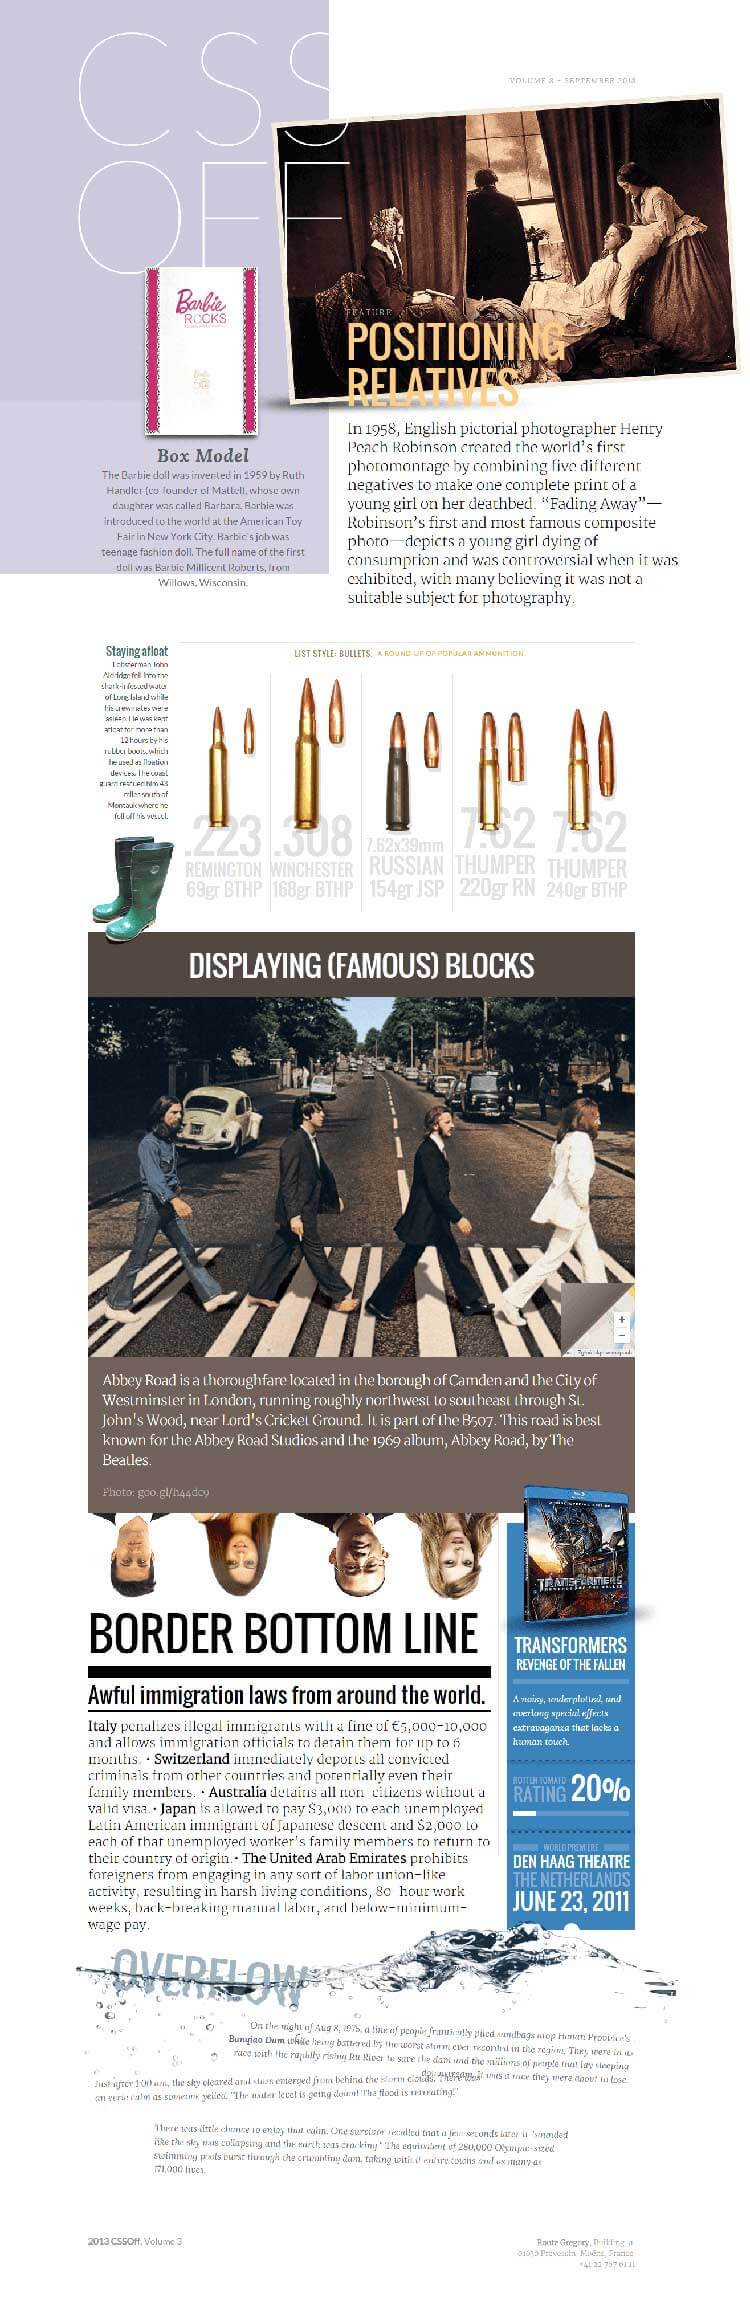 CSS
OFF
VOLUME 3 - SEPTEMBER 2013
Barbie
ROCKS
FEATURE
POSITIONING
RELATIVES
In 1958, English pictorial photographer Henry
Peach Robinson created the world's first
photomontage by combining five different
negatives to make one complete print of a
young girl on her deathbed. “Fading Away”—
Robinson's first and most famous composite
photo—depicts a young girl dying of
consumption and was controversial when it was
exhibited, with many believing it was not a
suitable subject for photography.
Box Model
The Barbie doll was invented in 1959 by Ruth
Handler (co-founder of Mattel), whose own
daughter was called Barbara. Barbie was
introduced to the world at the American Toy
Fair in New York City. Barbie's job was
teenage fashion doll. The full name of the first
doll was Barbie Millicent Roberts, from
Willows, Wisconsin.
Staying afloat
Lobsterman John
Aldridge fell into the
shark-infested water
of Long Island while
his crewmates were
asleep. He was kept
afloat for more than
12 hours by his
rubber boots, which
he used as floation
devices. The coast
guard rescued him 43
miles south of
Montauk where he
fell off his vessel.
LIST STYLE: BULLETS. A ROUND-UP OF POPULAR AMMUNITION
.223
REMINGTON
69gr BTHP
.308
WINCHESTER
168gr BTHP
7.62x39mm
RUSSIAN
154gr JSP
7.62
THUMPER
220gr RN
7.62
THUMPER
240gr BTHP
DISPLAYING (FAMOUS) BLOCKS
+
−
Abbey Road is a thoroughfare located in the borough of Camden and the City of
Westminster in London, running roughly northwest to southeast through St.
John's Wood, near Lord's Cricket Ground. It is part of the B507. This road is best
known for the Abbey Road Studios and the 1969 album, Abbey Road, by The
Beatles.
Photo: goo.gl/h44dcy
BORDER BOTTOM LINE
Awful immigration laws from around the world.
Italy penalizes illegal immigrants with a fine of €5,000-10,000
and allows immigration officials to detain them for up to 6
months. • Switzerland immediately deports all convicted
criminals from other countries and potentially even their
family members. • Australia detains all non-citizens without a
valid visa. • Japan is allowed to pay $3,000 to each unemployed
Latin American immigrant of Japanese descent and $2,000 to
each of that unemployed worker's family members to return to
their country of origin. • The United Arab Emirates prohibits
foreigners from engaging in any sort of labor union-like
activity, resulting in harsh living conditions, 80-hour work
weeks, back-breaking manual labor, and below-minimum-
wage pay.
TRANSFORMERS
TRANSFORMERS
REVENGE OF THE FALLEN
A noisy, underplotted, and
overlong special effects
extravaganza that lacks a
human touch.
ROTTEN TOMATO
RATING 20%
WORLD PREMIERE
DEN HAAG THEATRE
THE NETHERLANDS
JUNE 23, 2011
OVERFLOW
On the night of Aug 8, 1975, a line of people frantically piled sandbags atop Hunan Province's
Banqiao Dam while being battered by the worst storm ever recorded in the region. They were in a
race with the rapidly rising Ru River to save the dam and the millions of people that lay sleeping
downstream. It was a race they were about to lose.
Just after 1:00 am, the sky cleared and stars emerged from behind the storm clouds. There was
an eerie calm as someone yelled, "The water level is going down! The flood is retreating!"
There was little chance to enjoy that calm. One survivor recalled that a few seconds later it "sounded
like the sky was collapsing and the earth was cracking." The equivalent of 280,000 Olympic-sized
swimming pools burst through the crumbling dam, taking with it entire towns and as many as
171,000 lives.
2013 CSSOff, Volume 3
Route Gregory, Building a
01630 Prevessin-Moëns, France
+41 22 767 61 11